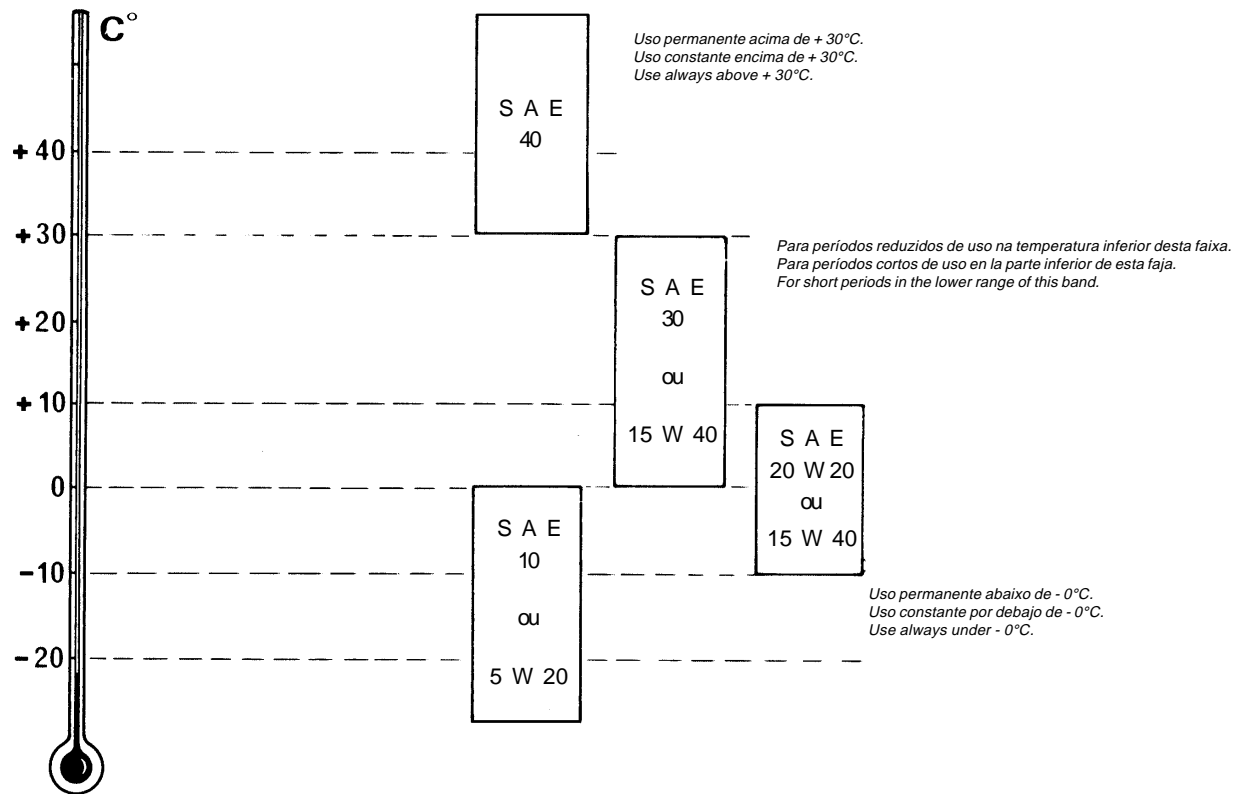 C°
Uso permanente acima de + 30°C.
Uso constante encima de + 30°C.
Use always above + 30°C.
S A E
40
+40
+30
Para períodos reduzidos de uso na temperatura inferior desta faixa.
Para períodos cortos de uso en la parte inferior de esta faja.
For short periods in the lower range of this band.
S A E
30
ou
15 W 40
+20
+10
S A E
20 W 20
ou
15 W 40
0
S A E
10
ou
5 W 20
-10
Uso permanente abaixo de - 0°C.
Uso constante por debajo de - 0°C.
Use always under - 0°C.
-20